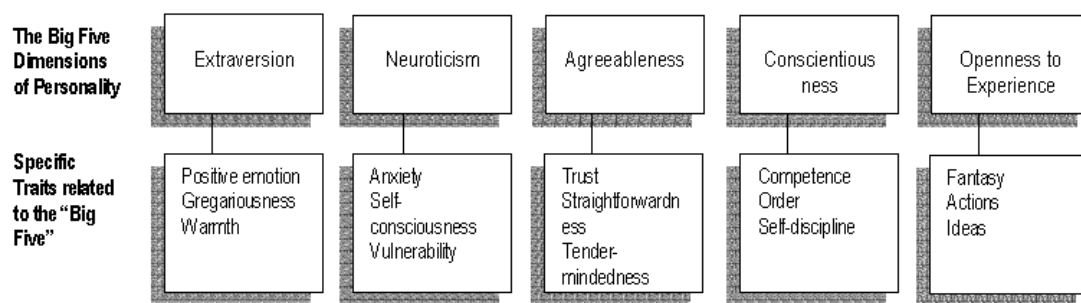 The Big Five
Dimensions
of Personality
Extraversion
Neuroticism
Agreeableness
Conscientious
ness
Openness to
Experience
Specific
Traits related
to the “Big
Five”
Positive emotion
Gregariousness
Warmth
Anxiety
Self-
consciousness
Vulnerability
Trust
Straightforwardn
ess
Tender-
mindedness
Competence
Order
Self-discipline
Fantasy
Actions
Ideas